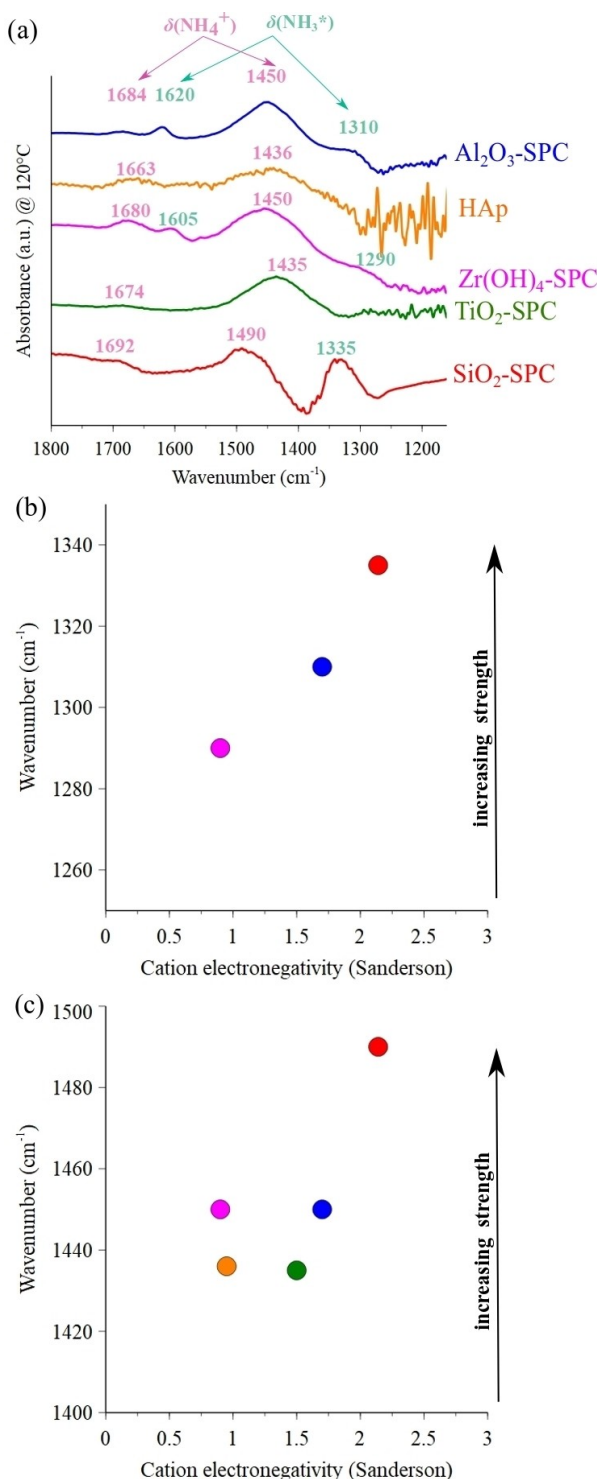 (a)
δ(NH₄⁺) δ(NH₃*)
1684 1620 1450 1310
Al₂O₃-SPC
1663 1436
HAp
1680 1605 1450 1290
Zr(OH)₄-SPC
1674 1435
TiO₂-SPC
1692 1490 1335
SiO₂-SPC
Absorbance (a.u.) @ 120°C
1800 1700 1600 1500 1400 1300 1200
Wavenumber (cm⁻¹)
(b)
1340
1320
1300
1280
1260
Wavenumber (cm⁻¹)
0 0.5 1 1.5 2 2.5 3
Cation electronegativity (Sanderson)
increasing strength
(c)
1500
1480
1460
1440
1420
1400
Wavenumber (cm⁻¹)
0 0.5 1 1.5 2 2.5 3
Cation electronegativity (Sanderson)
increasing strength